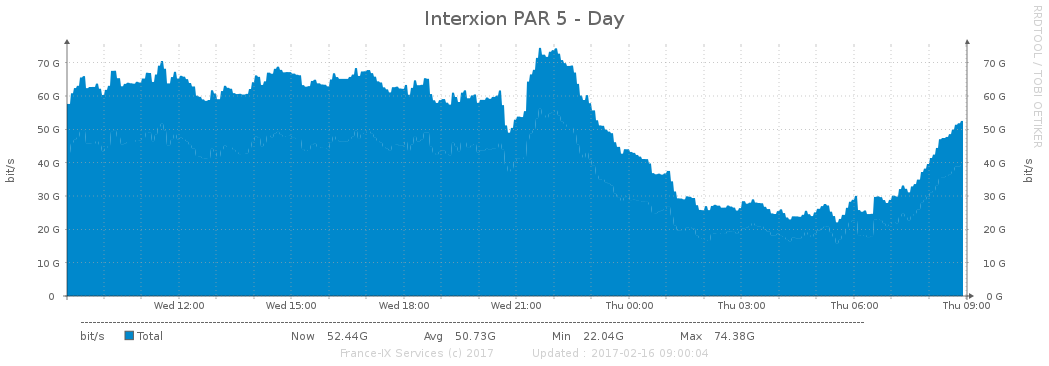 Interxion PAR 5 - Day
RRDTOOL / TOBI OETIKER
bit/s
bit/s
70 G 70 G
60 G 60 G
50 G 50 G
40 G 40 G
30 G 30 G
20 G 20 G
10 G 10 G
0 0 G
Wed 12:00 Wed 15:00 Wed 18:00 Wed 21:00 Thu 00:00 Thu 03:00 Thu 06:00 Thu 09:00
bit/s Total Now 52.44G Avg 50.73G Min 22.04G Max 74.38G
France-IX Services (c) 2017 Updated : 2017-02-16 09:00:04